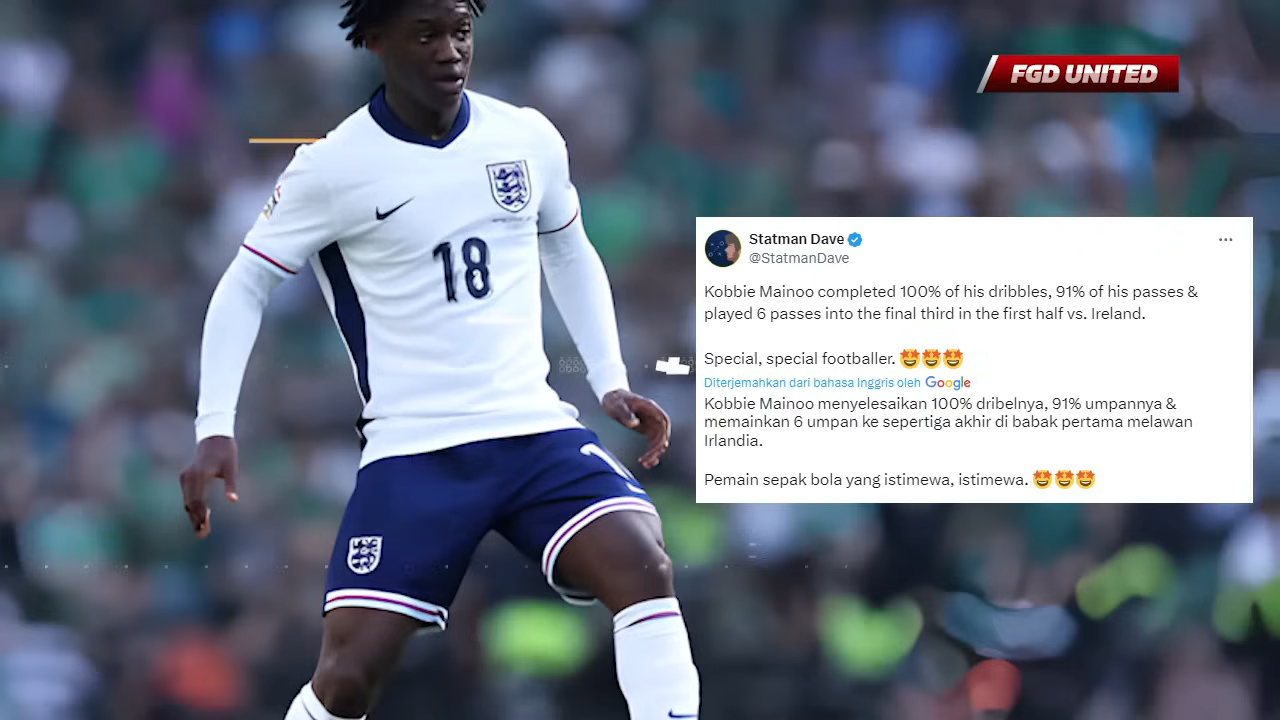 FGD UNITED
18
Statman Dave
@StatmanDave
Kobbie Mainoo completed 100% of his dribbles, 91% of his passes &
played 6 passes into the final third in the first half vs. Ireland.
Special, special footballer. 🤩🤩🤩
Diterjemahkan dari bahasa Inggris oleh Google
Kobbie Mainoo menyelesaikan 100% dribelnya, 91% umpannya &
memainkan 6 umpan ke sepertiga akhir di babak pertama melawan
Irlandia.
Pemain sepak bola yang istimewa, istimewa. 🤩🤩🤩